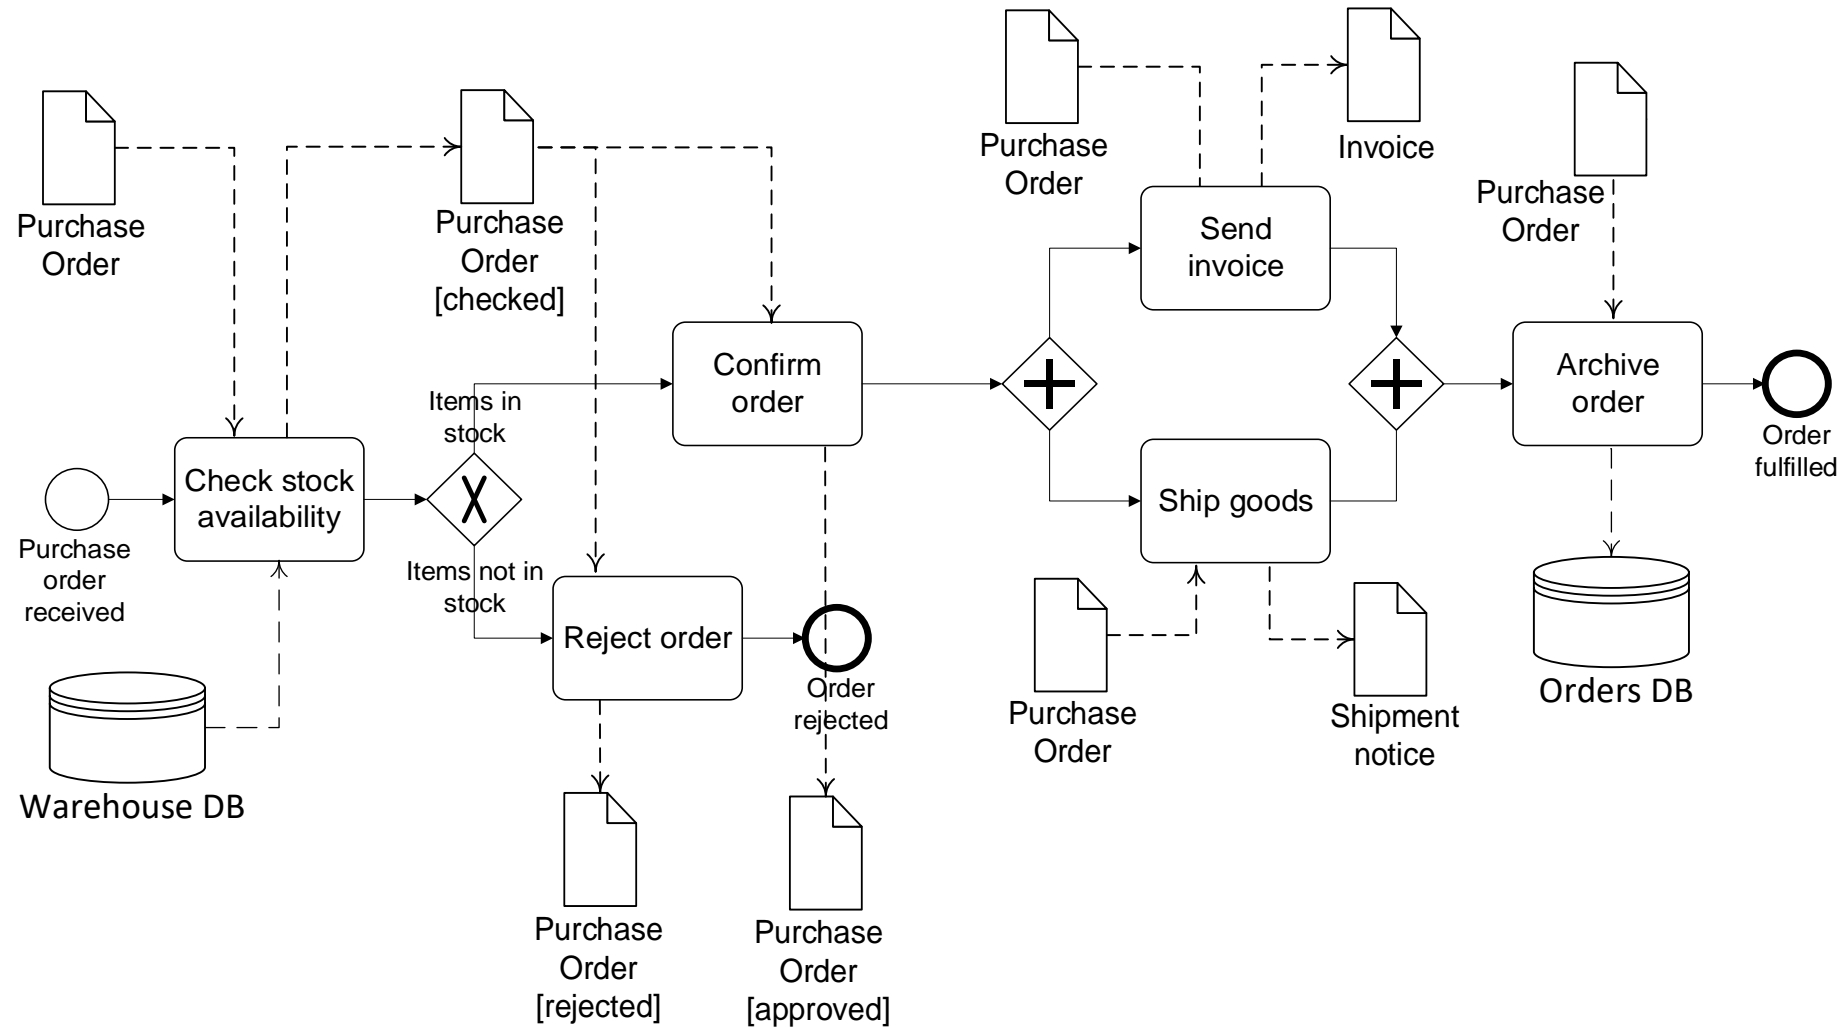 Purchase
Order
Purchase
Order
[checked]
Purchase
Order
Invoice
Purchase
Order
Send
invoice
Confirm
order
Archive
order
Items in
stock
Order
fulfilled
Check stock
availability
X
Ship goods
Purchase
order
received
Items not in
stock
Reject order
Order
rejected
Purchase
Order
Shipment
notice
Orders DB
Warehouse DB
Purchase
Order
[rejected]
Purchase
Order
[approved]